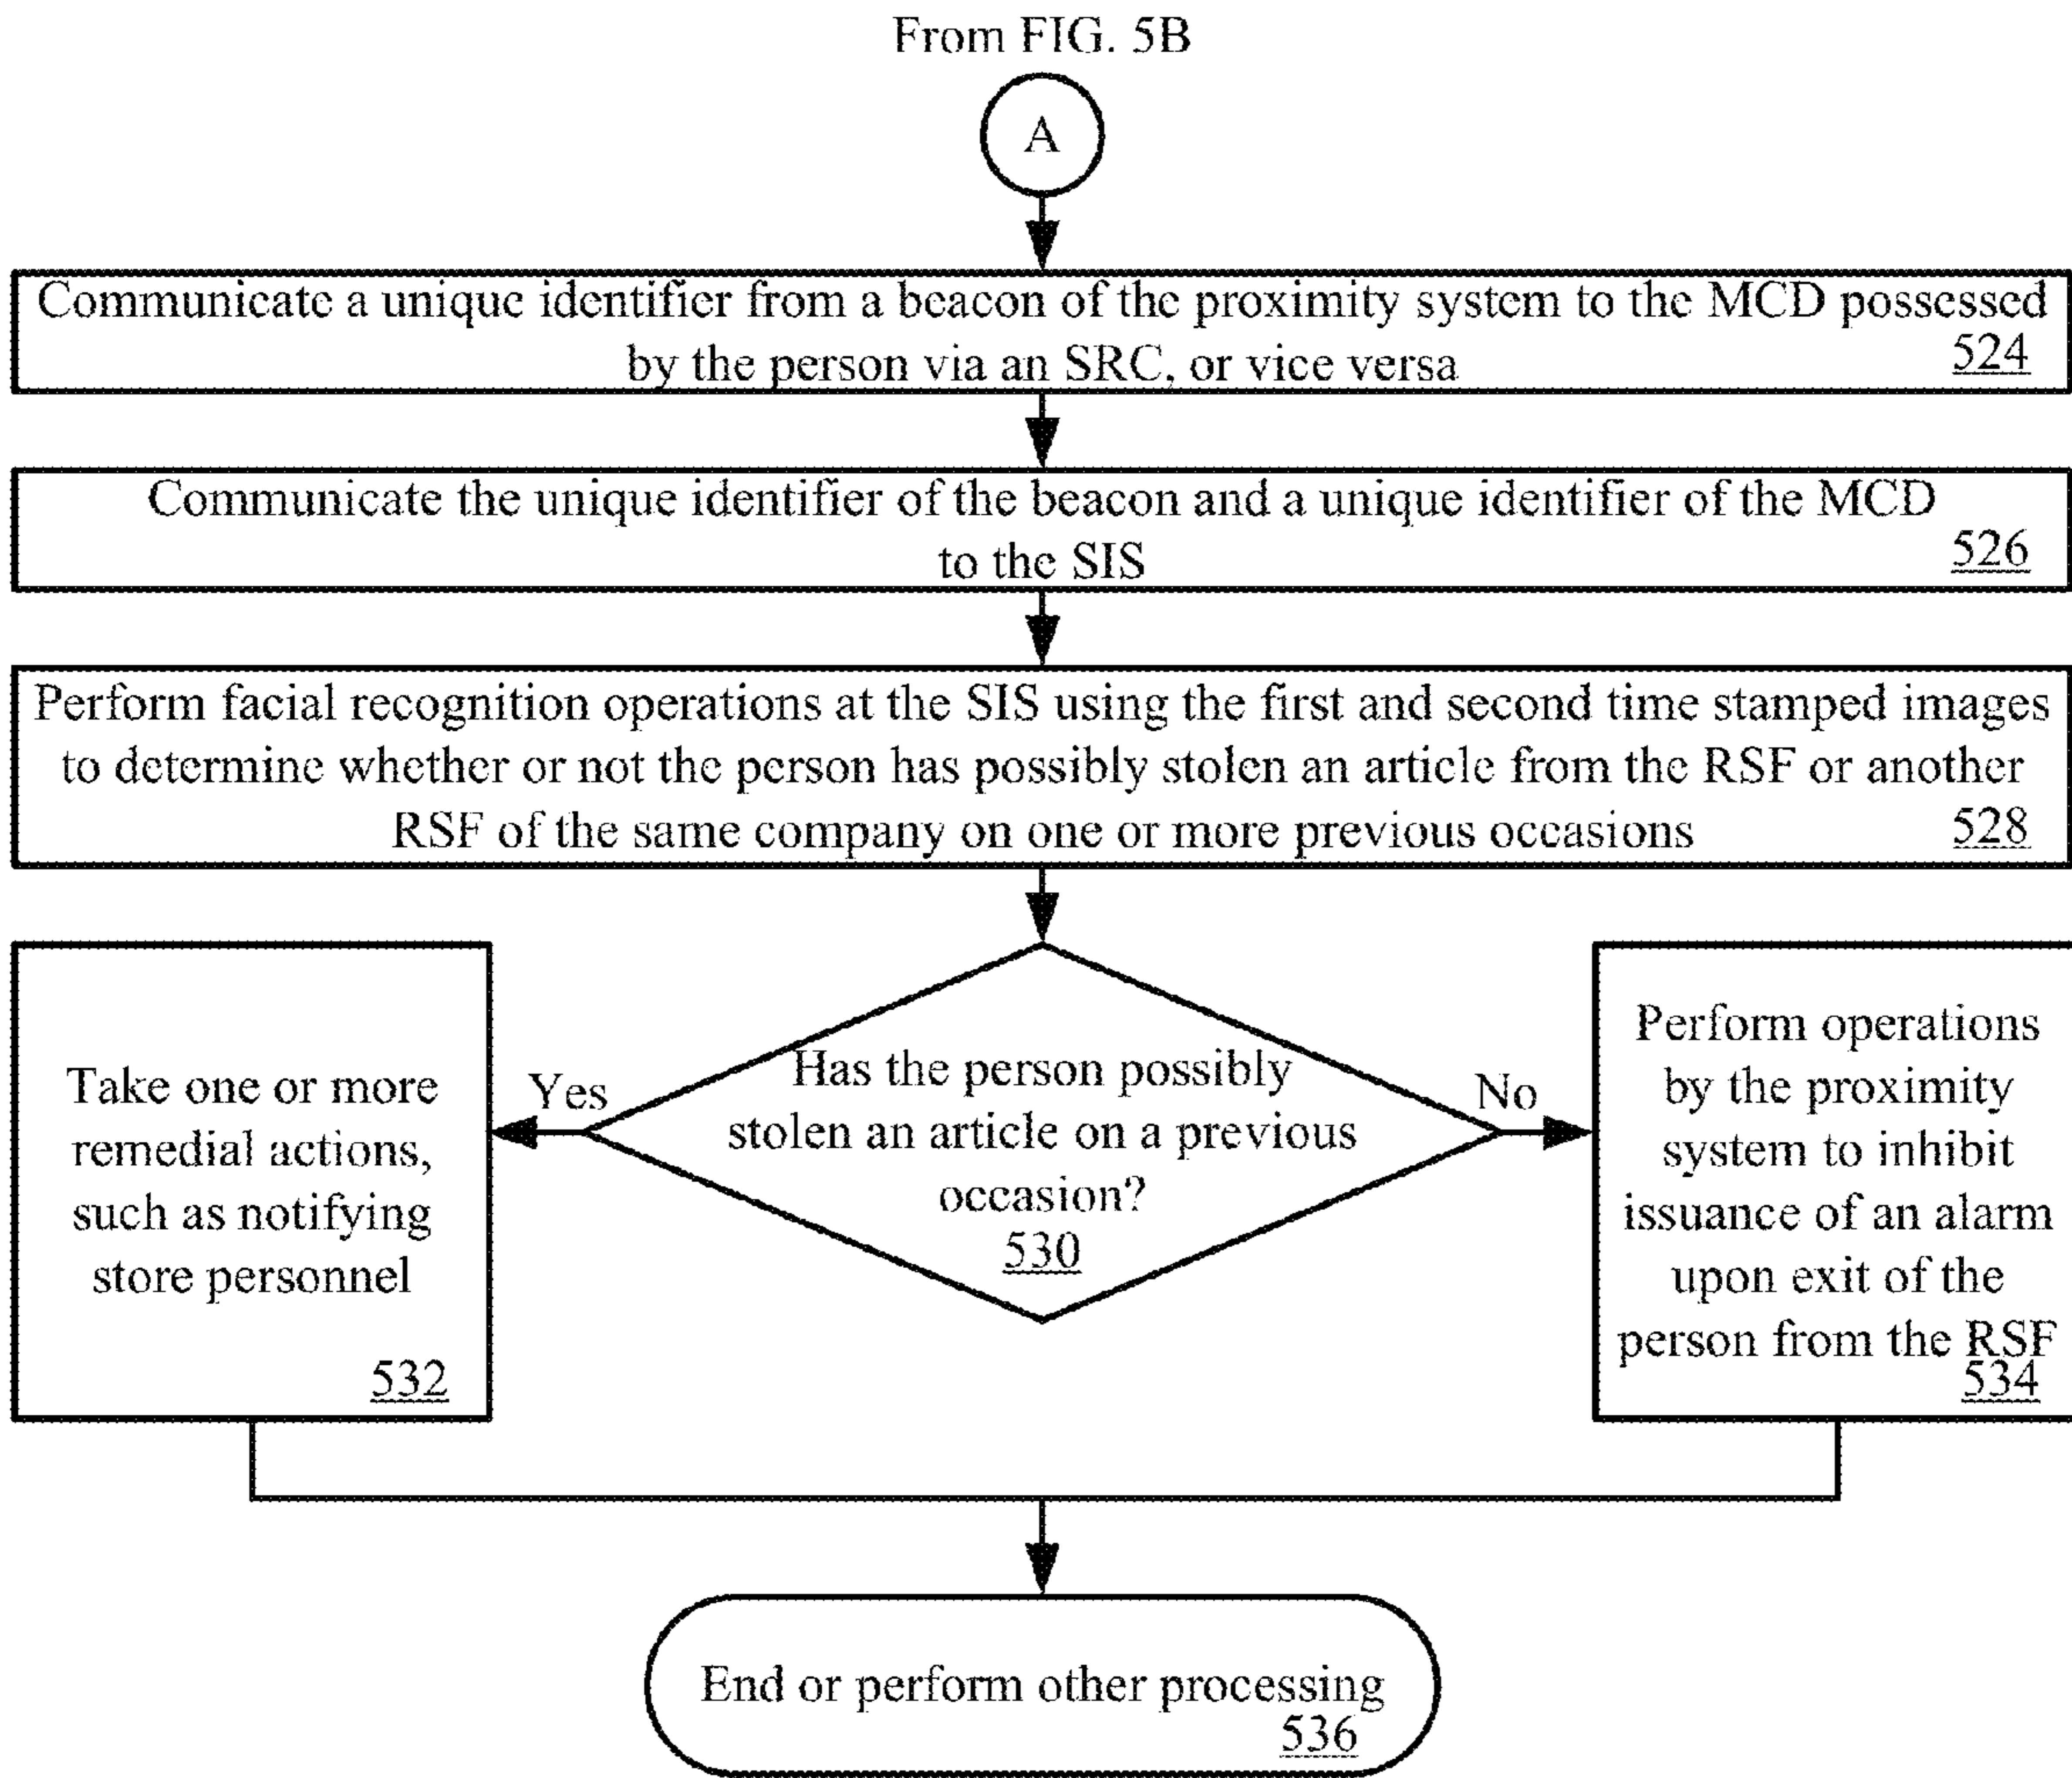 From FIG. 5B
A
Communicate a unique identifier from a beacon of the proximity system to the MCD possessed
by the person via an SRC, or vice versa
524
Communicate the unique identifier of the beacon and a unique identifier of the MCD
to the SIS
526
Perform facial recognition operations at the SIS using the first and second time stamped images
to determine whether or not the person has possibly stolen an article from the RSF or another
RSF of the same company on one or more previous occasions
528
Has the person possibly
stolen an article on a previous
occasion?
530
Yes
Take one or more
remedial actions,
such as notifying
store personnel
532
No
Perform operations
by the proximity
system to inhibit
issuance of an alarm
upon exit of the
person from the RSF
534
End or perform other processing
536